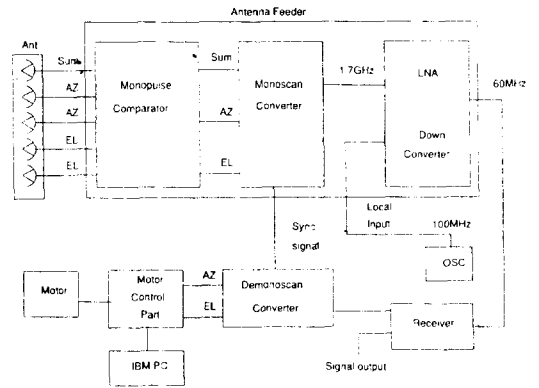 Antenna Feeder
Ant
Sum
AZ
AZ
EL
EL
Monopulse
Comparator
Sum
AZ
EL
Monoscan
Converter
1.7GHz
LNA
Down
Converter
60MHz
Sync
signal
Local
Input
100MHz
OSC
Motor
Motor
Control
Part
AZ
EL
Demonoscan
Converter
Receiver
IBM PC
Signal output